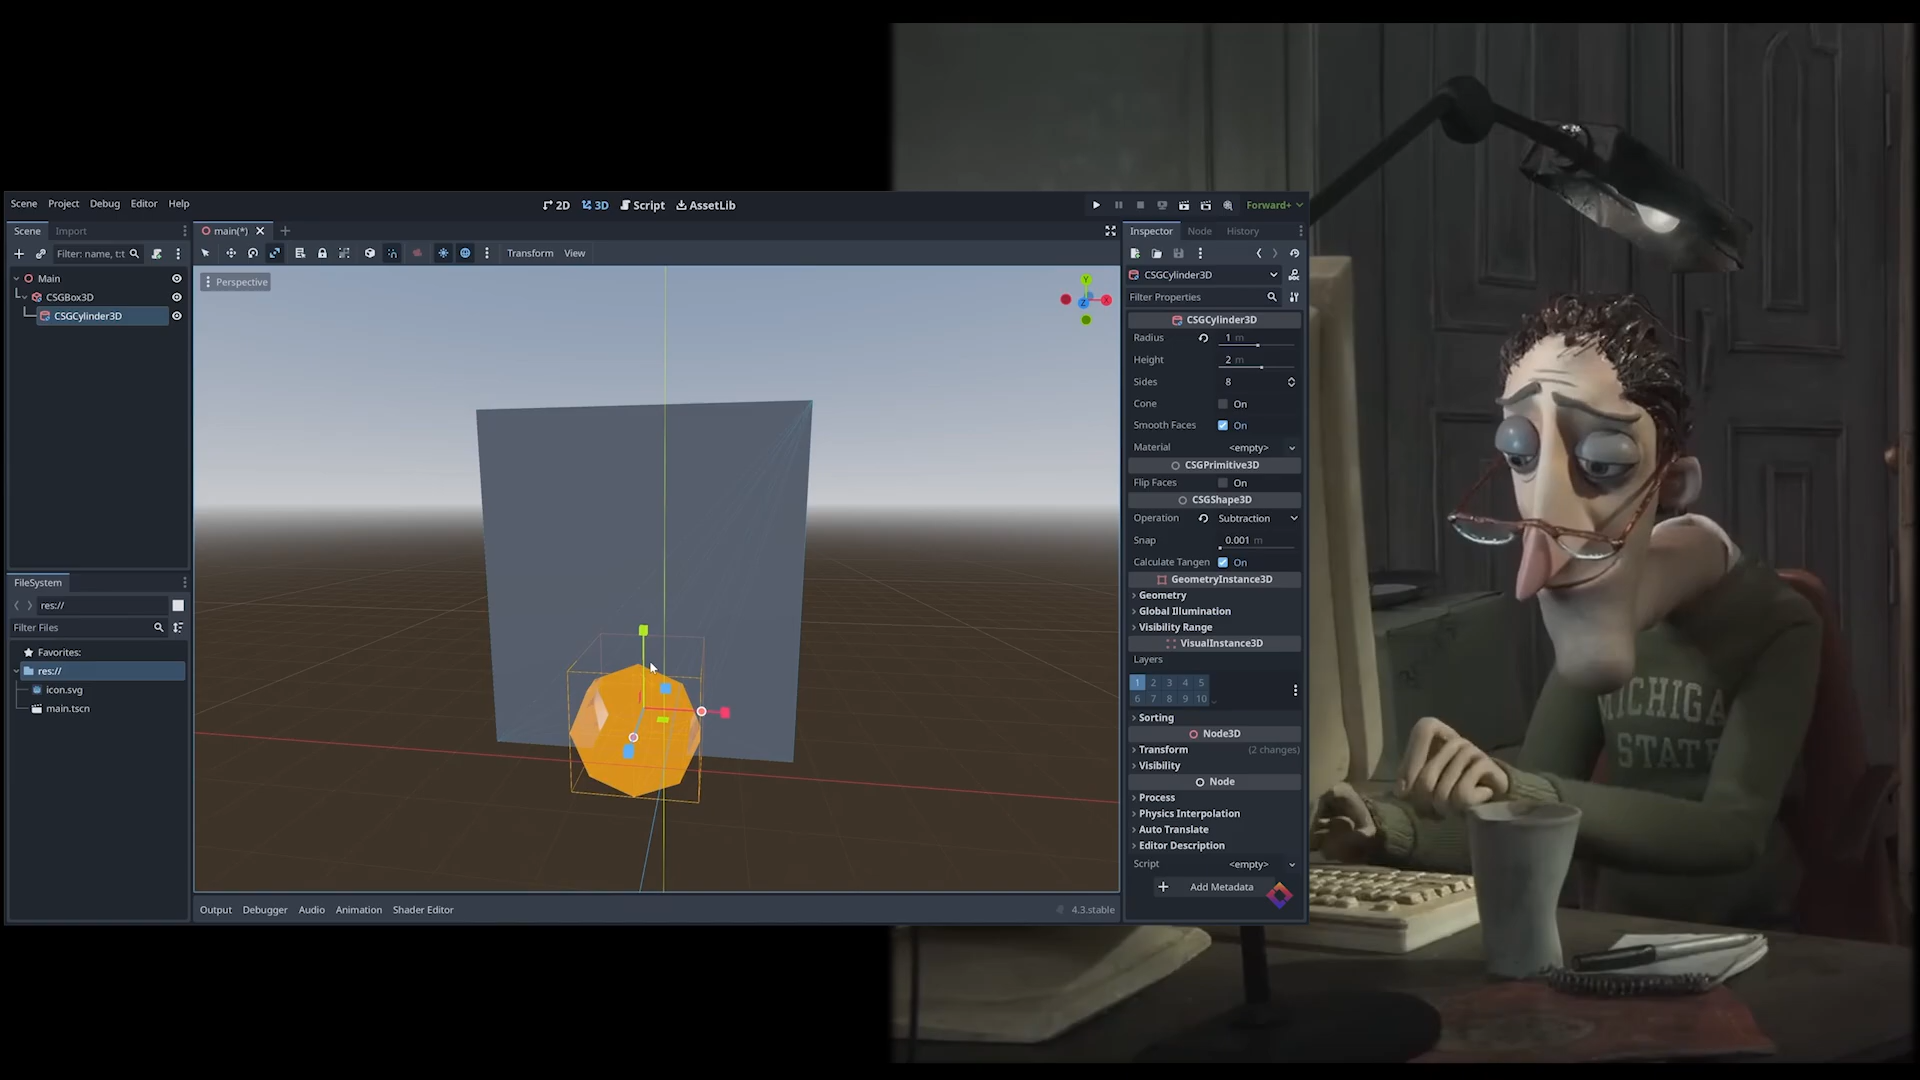 Scene Project Debug Editor Help
2D 3D Script AssetLib
Forward+
Scene Import
main(*)
Inspector Node History
Filter: name, t:t
Transform View
Main
CSGBox3D
CSGCylinder3D
Perspective
Y
X
Z
CSGCylinder3D
Filter Properties
CSGCylinder3D
Radius 1 m
Height 2 m
Sides 8
Cone On
Smooth Faces On
Material <empty>
CSGPrimitive3D
Flip Faces On
CSGShape3D
Operation Subtraction
Snap 0.001 m
Calculate Tangen On
GeometryInstance3D
Geometry
Global Illumination
Visibility Range
VisualInstance3D
Layers
1 2 3 4 5
6 7 8 9 10
Sorting
Node3D
Transform (2 changes)
Visibility
Node
Process
Physics Interpolation
Auto Translate
Editor Description
Script <empty>
Add Metadata
FileSystem
res://
Filter Files
Favorites:
res://
icon.svg
main.tscn
Output Debugger Audio Animation Shader Editor
4.3.stable
MICHIGA
STATE